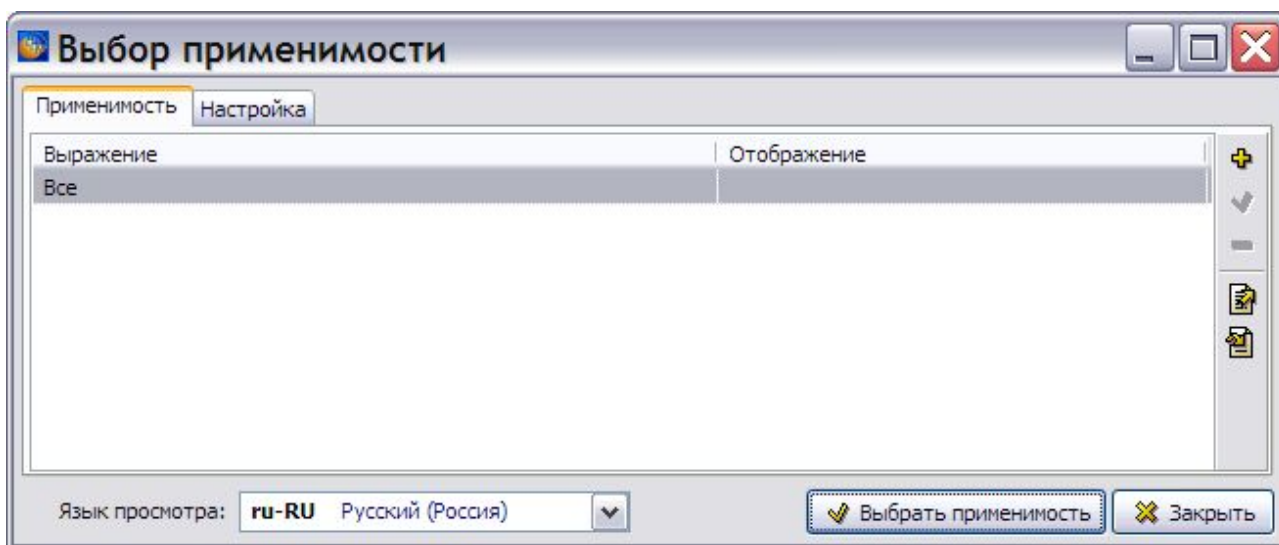 Выбор применимости
Применимость Настройка
Выражение Отображение
Все
Язык просмотра: ru-RU Русский (Россия) Выбрать применимость Закрыть